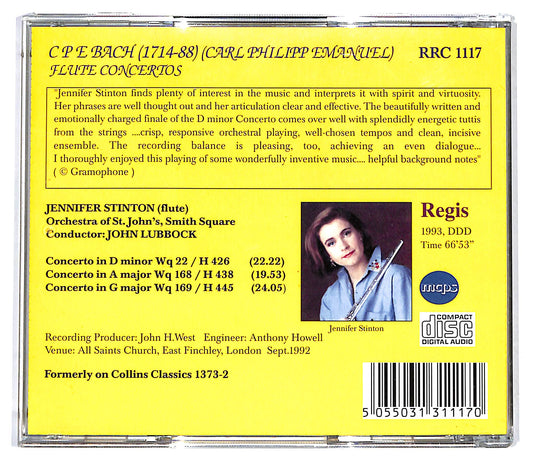 C P E BACH (1714-88) (CARL PHILIPP EMANUEL)
FLUTE CONCERTOS
RRC 1117
"Jennifer Stinton finds plenty of interest in the music and interprets it with spirit and virtuosity.
Her phrases are well thought out and her articulation clear and effective. The beautifully written and
emotionally charged finale of the D minor Concerto comes over well with splendidly energetic tuttis
from the strings ....crisp, responsive orchestral playing, well-chosen tempos and clean, incisive
ensemble. The recording balance is pleasing, too, achieving an even dialogue...
I thoroughly enjoyed this playing of some wonderfully inventive music.... helpful background notes"
( © Gramophone )
JENNIFER STINTON (flute)
Orchestra of St. John's, Smith Square
Conductor: JOHN LUBBOCK
Concerto in D minor Wq 22 / H 426 (22.22)
Concerto in A major Wq 168 / H 438 (19.53)
Concerto in G major Wq 169 / H 445 (24.05)
Jennifer Stinton
Regis
1993, DDD
Time 66'53"
mcps
COMPACT
disc
DIGITAL AUDIO
Recording Producer: John H.West Engineer: Anthony Howell
Venue: All Saints Church, East Finchley, London Sept.1992
Formerly on Collins Classics 1373-2
5 055031 311170